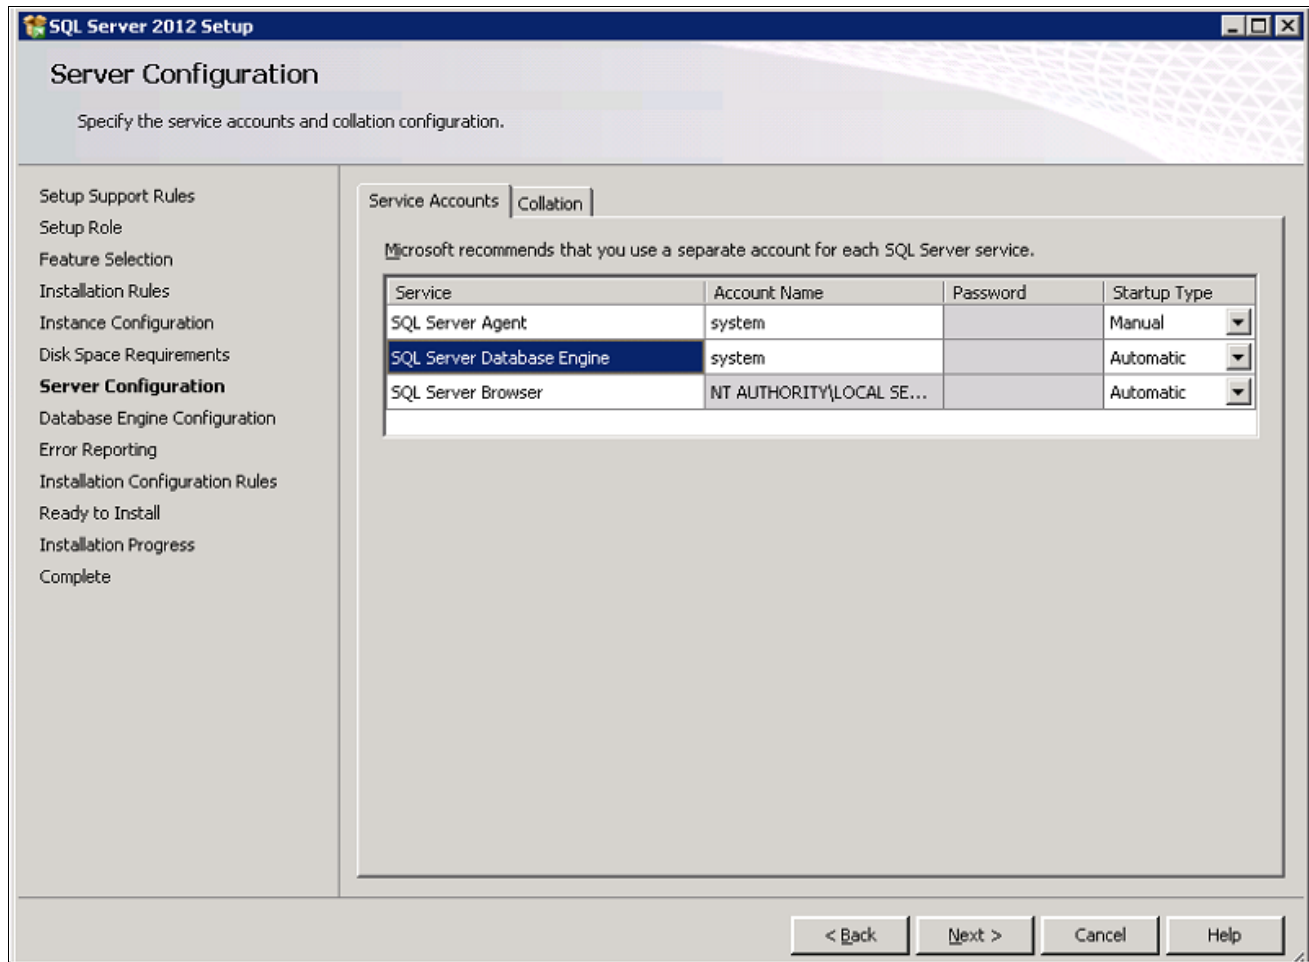 SQL Server 2012 Setup
Server Configuration
Specify the service accounts and collation configuration.
Setup Support Rules
Setup Role
Feature Selection
Installation Rules
Instance Configuration
Disk Space Requirements
Server Configuration
Database Engine Configuration
Error Reporting
Installation Configuration Rules
Ready to Install
Installation Progress
Complete
Service Accounts Collation
Microsoft recommends that you use a separate account for each SQL Server service.
Service Account Name Password Startup Type
SQL Server Agent system Manual
SQL Server Database Engine system Automatic
SQL Server Browser NT AUTHORITY\LOCAL SE... Automatic
< Back Next > Cancel Help